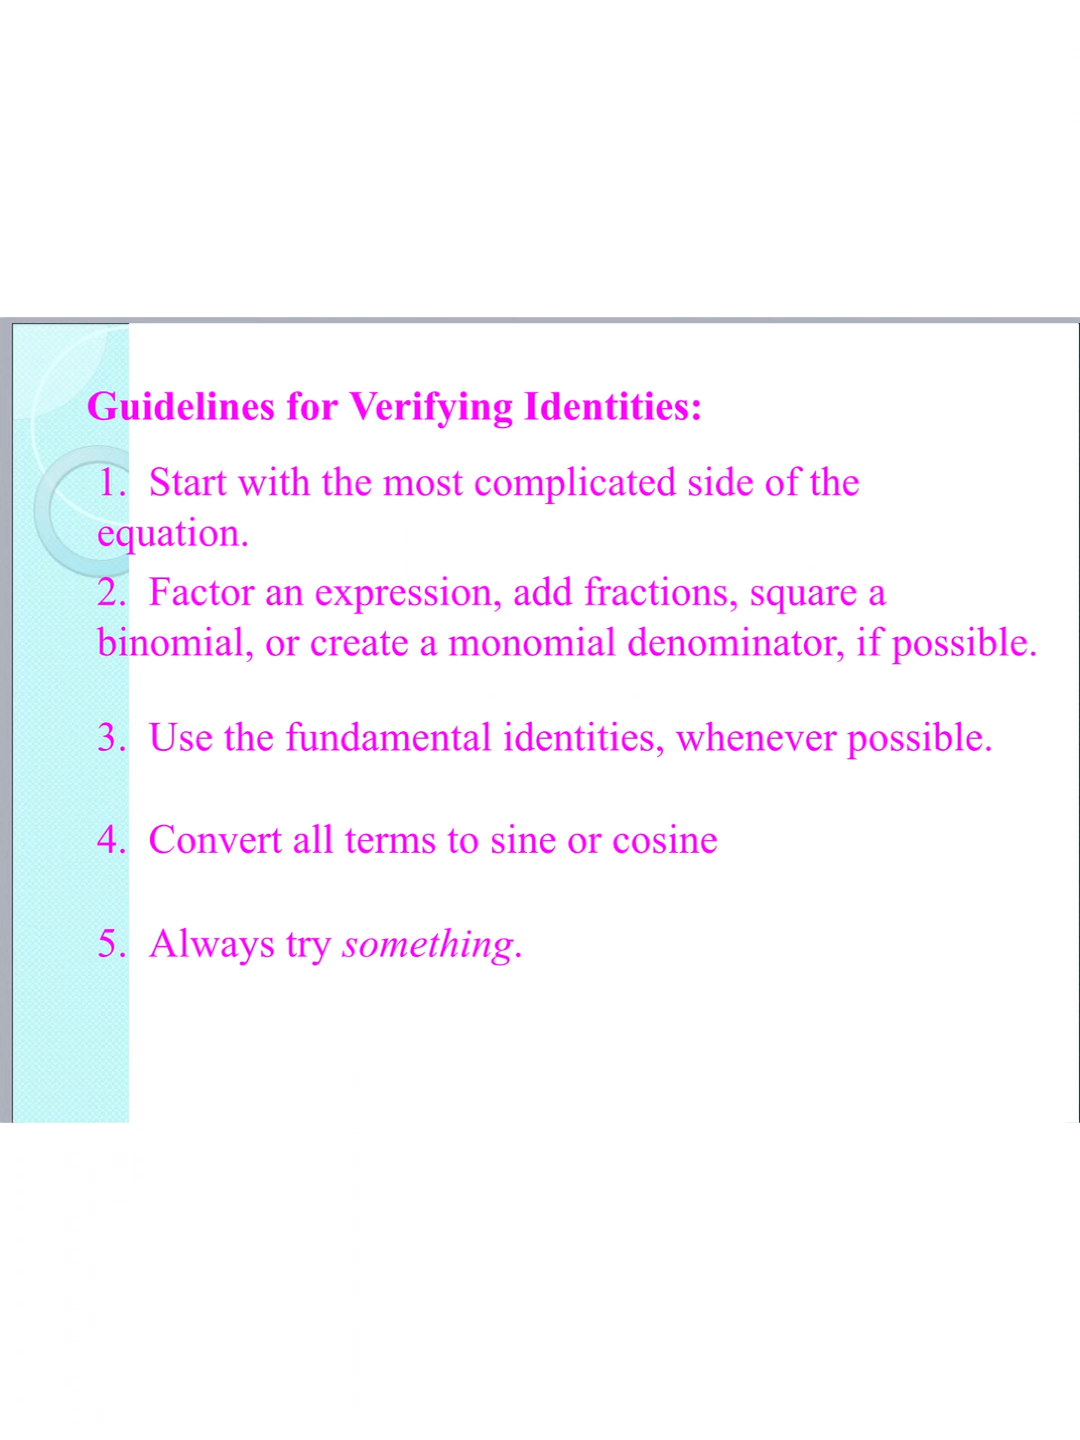 Guidelines for Verifying Identities:
1. Start with the most complicated side of the
equation.
2. Factor an expression, add fractions, square a
binomial, or create a monomial denominator, if possible.
3. Use the fundamental identities, whenever possible.
4. Convert all terms to sine or cosine
5. Always try something.